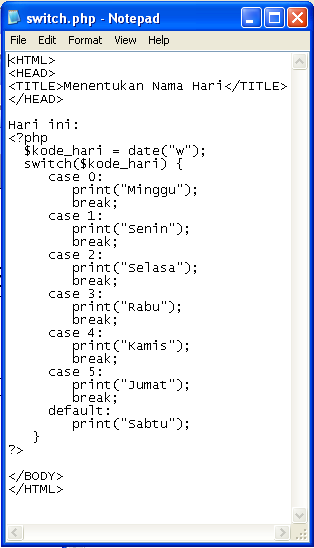 switch.php - Notepad
File Edit Format View Help
<HTML>
<HEAD>
<TITLE>Menentukan Nama Hari</TITLE>
</HEAD>

Hari ini:
<?php
  $kode_hari = date("w");
  switch($kode_hari) {
     case 0:
        print("Minggu");
        break;
     case 1:
        print("Senin");
        break;
     case 2:
        print("Selasa");
        break;
     case 3:
        print("Rabu");
        break;
     case 4:
        print("Kamis");
        break;
     case 5:
        print("Jumat");
        break;
     default:
        print("Sabtu");
   }
?>

</BODY>
</HTML>